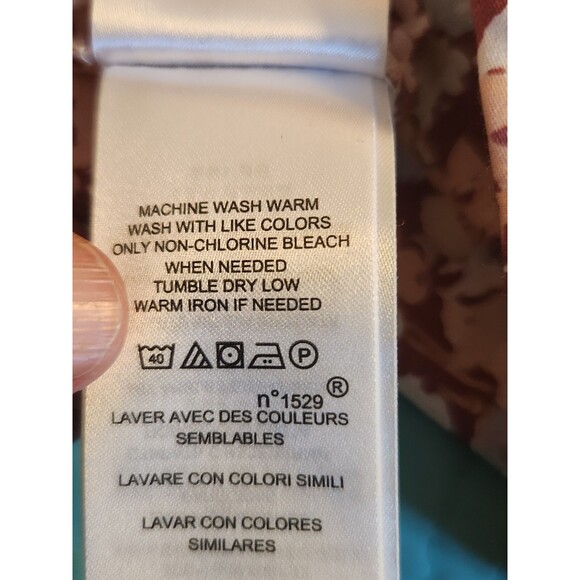 MACHINE WASH WARM
WASH WITH LIKE COLORS
ONLY NON-CHLORINE BLEACH
WHEN NEEDED
TUMBLE DRY LOW
WARM IRON IF NEEDED
40 P
n°1529 ®
LAVER AVEC DES COULEURS
SEMBLABLES
LAVARE CON COLORI SIMILI
LAVAR CON COLORES
SIMILARES